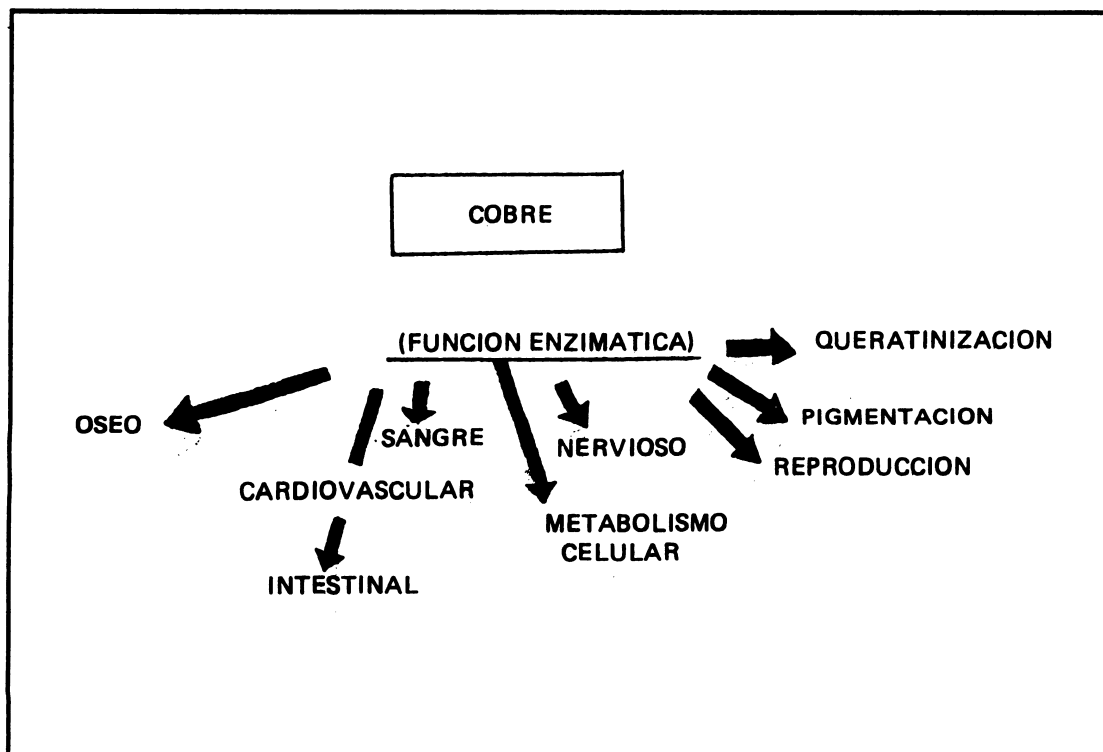 COBRE
(FUNCION ENZIMATICA)
QUERATINIZACION
PIGMENTACION
REPRODUCCION
OSEO
SANGRE
NERVIOSO
CARDIOVASCULAR
METABOLISMO
CELULAR
INTESTINAL